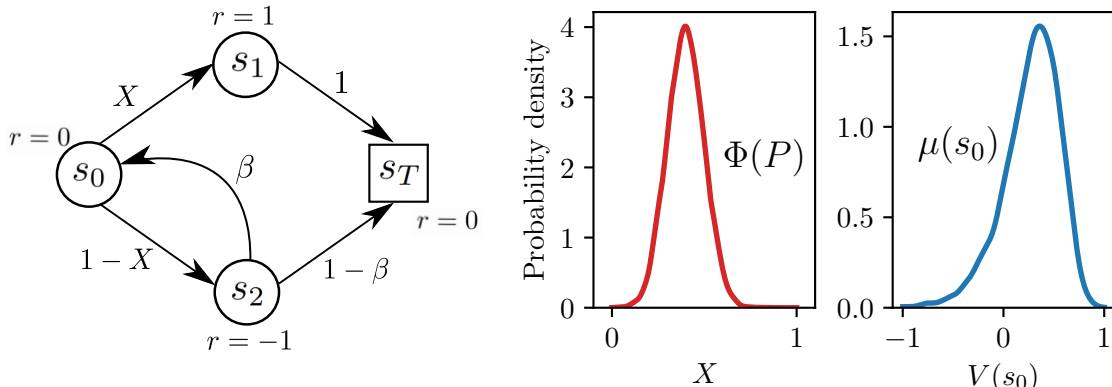 r = 1
s₁
X
1
r = 0
s₀
β
s_T
r = 0
1 − X
1 − β
s₂
r = −1
Probability density
4
3
2
1
0
Φ(P)
0
1
X
1.5
1.0
0.5
0.0
μ(s₀)
−1
0
1
V(s₀)